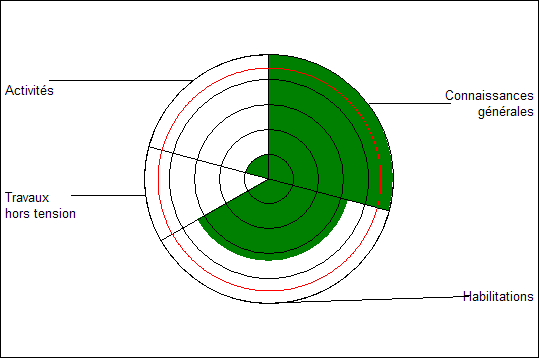 Activités
Connaissances
générales
Travaux
hors tension
Habilitations